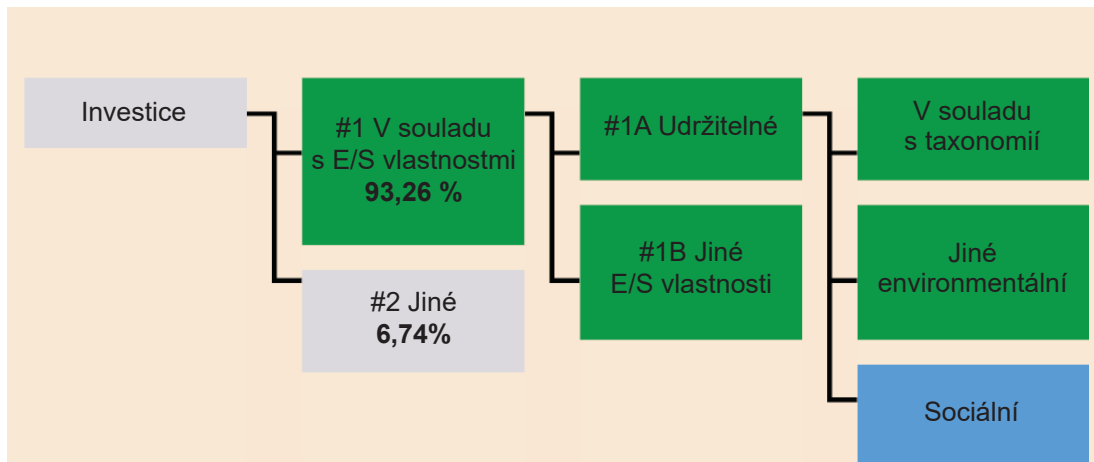 Investice
#1 V souladu
s E/S vlastnostmi
93,26 %
#2 Jiné
6,74%
#1A Udržitelné
#1B Jiné
E/S vlastnosti
V souladu
s taxonomií
Jiné
environmentální
Sociální